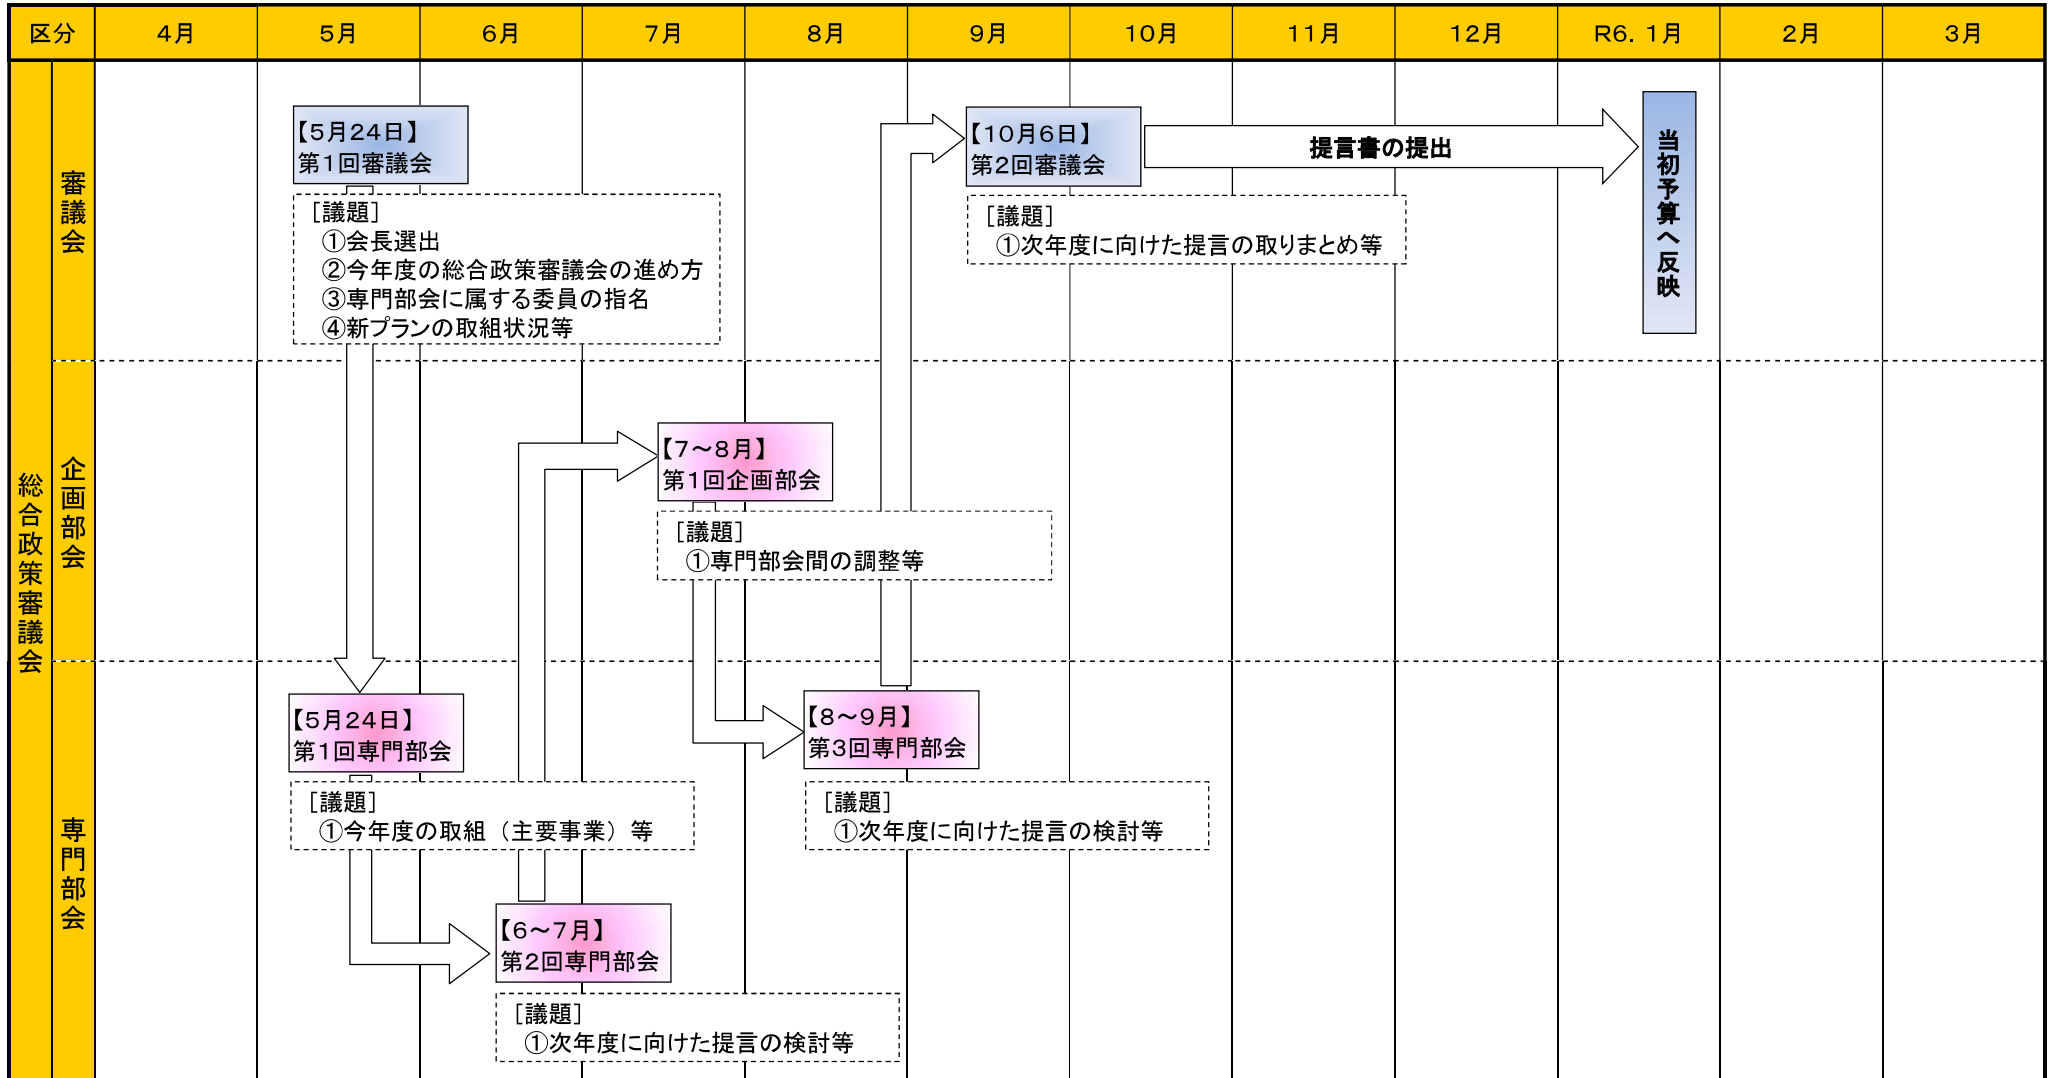 区分
4月
5月
6月
7月
8月
9月
10月
11月
12月
R6．1月
2月
3月
総合政策審議会
審議会
【5月24日】
第1回審議会
［議題］
①会長選出
②今年度の総合政策審議会の進め方
③専門部会に属する委員の指名
④新プランの取組状況等
【10月6日】
第2回審議会
［議題］
①次年度に向けた提言の取りまとめ等
提言書の提出
当初予算へ反映
企画部会
【7～8月】
第1回企画部会
［議題］
①専門部会間の調整等
専門部会
【5月24日】
第1回専門部会
［議題］
①今年度の取組（主要事業）等
【6～7月】
第2回専門部会
［議題］
①次年度に向けた提言の検討等
【8～9月】
第3回専門部会
［議題］
①次年度に向けた提言の検討等